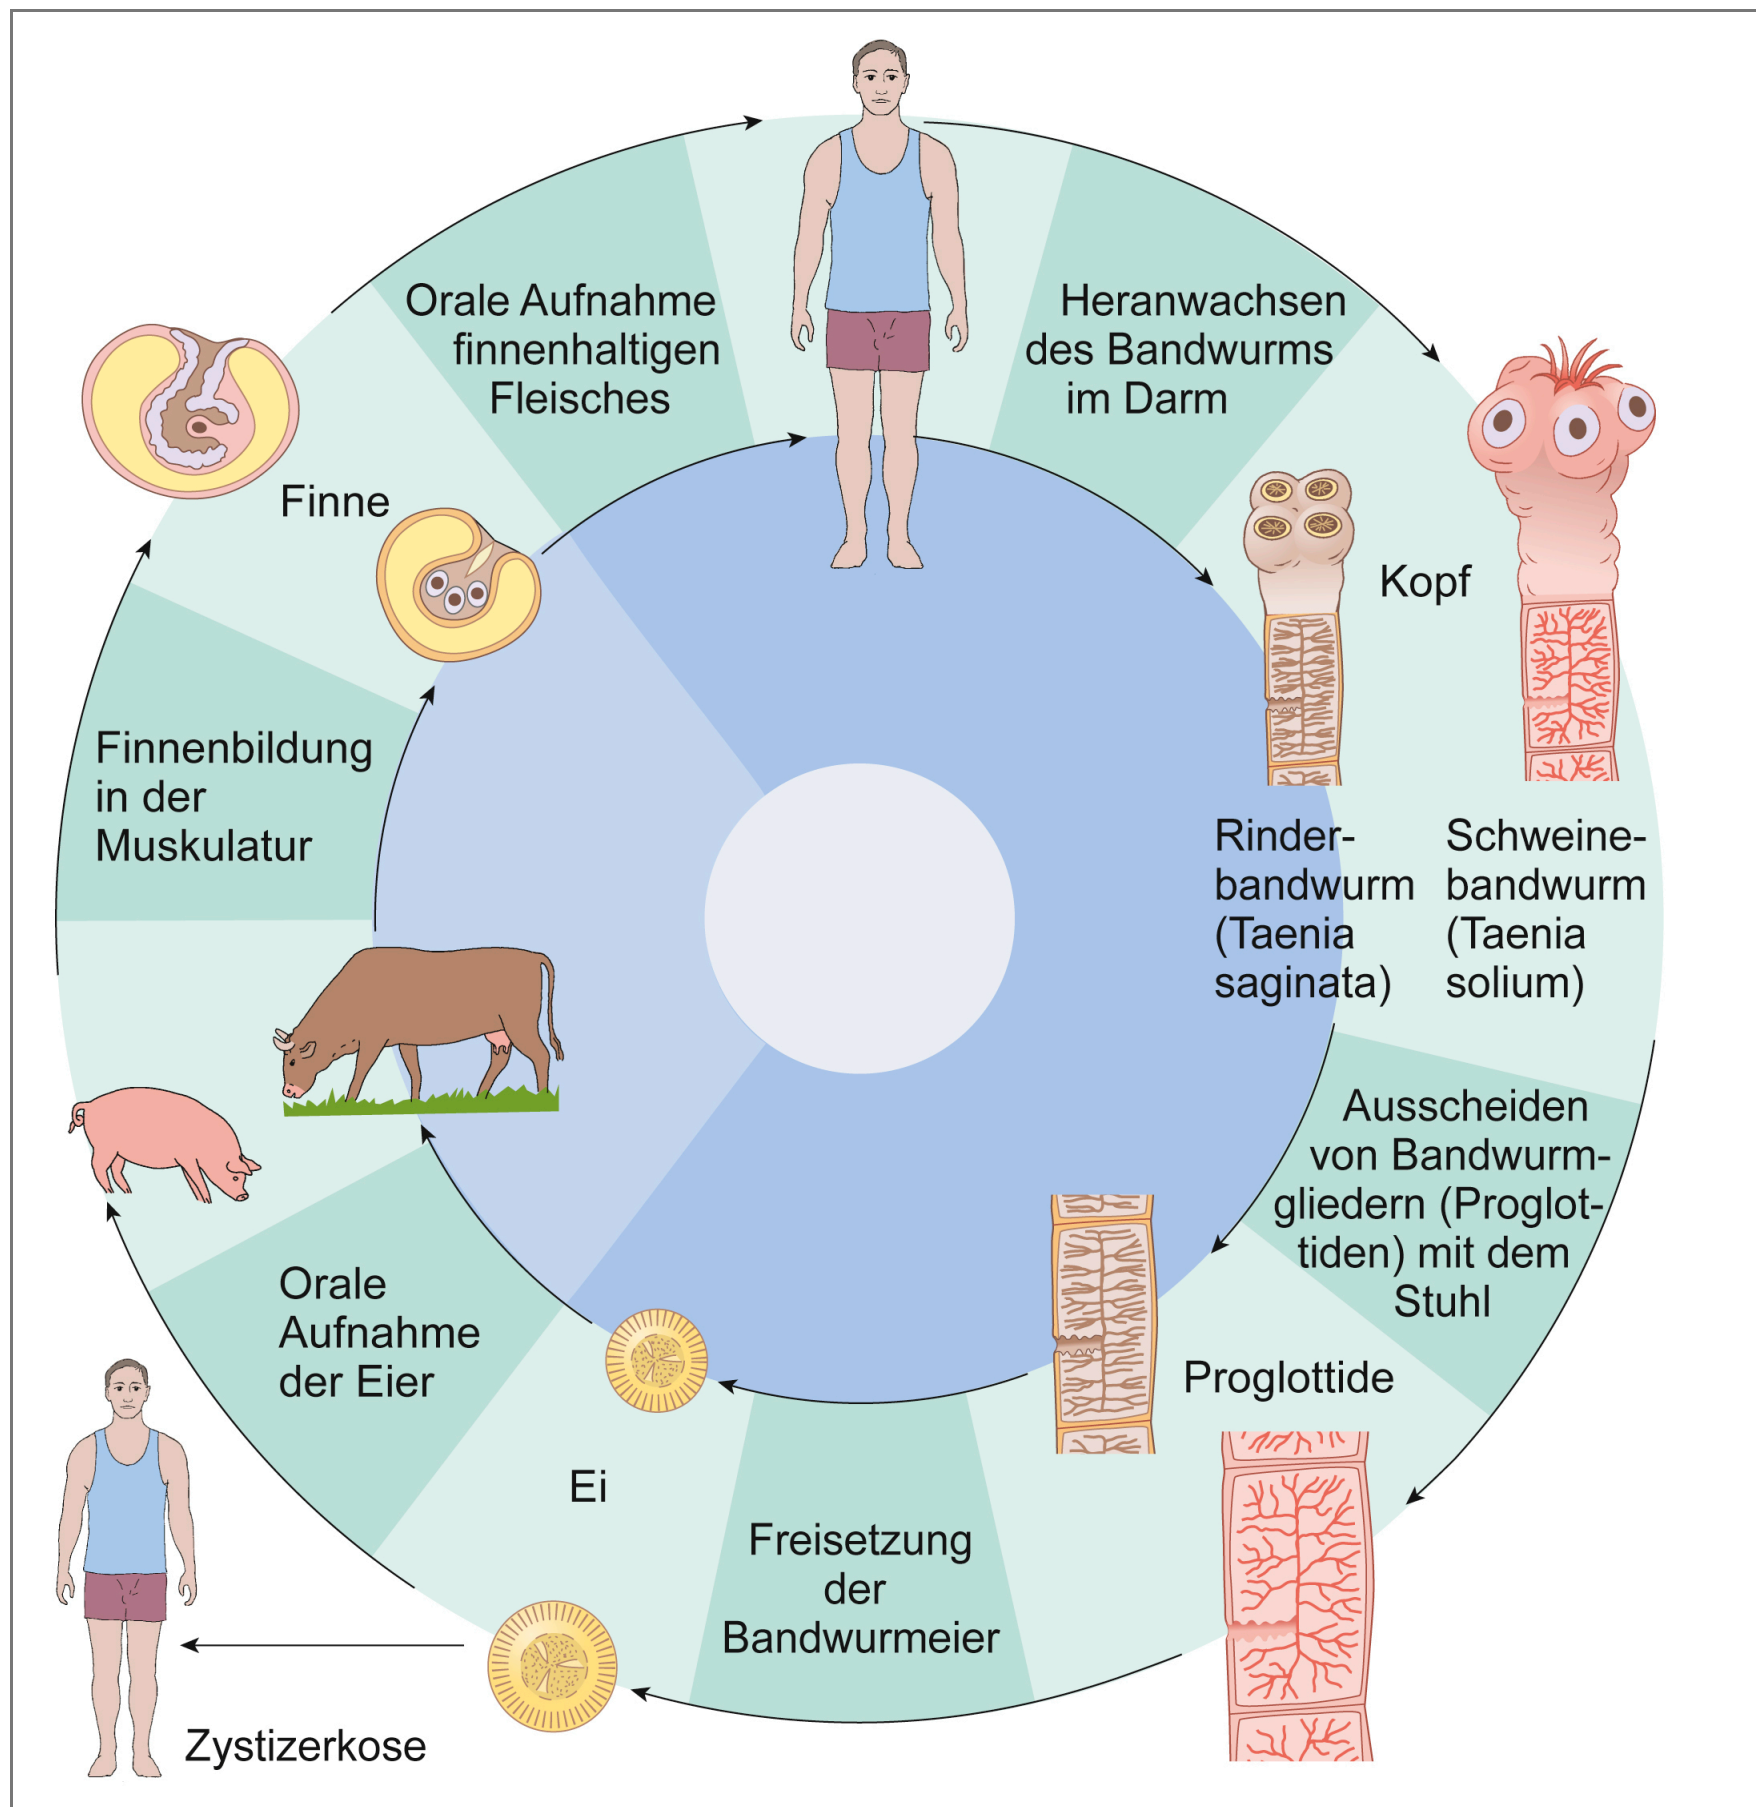 Orale Aufnahme
finnenhaltigen
Fleisches
Heranwachsen
des Bandwurms
im Darm
Finne
Kopf
Finnenbildung
in der
Muskulatur
Rinder-
bandwurm
(Taenia
saginata)
Schweine-
bandwurm
(Taenia
solium)
Ausscheiden
von Bandwurm-
gliedern (Proglot-
tiden) mit dem
Stuhl
Orale
Aufnahme
der Eier
Proglottide
Ei
Freisetzung
der
Bandwurmeier
Zystizerkose